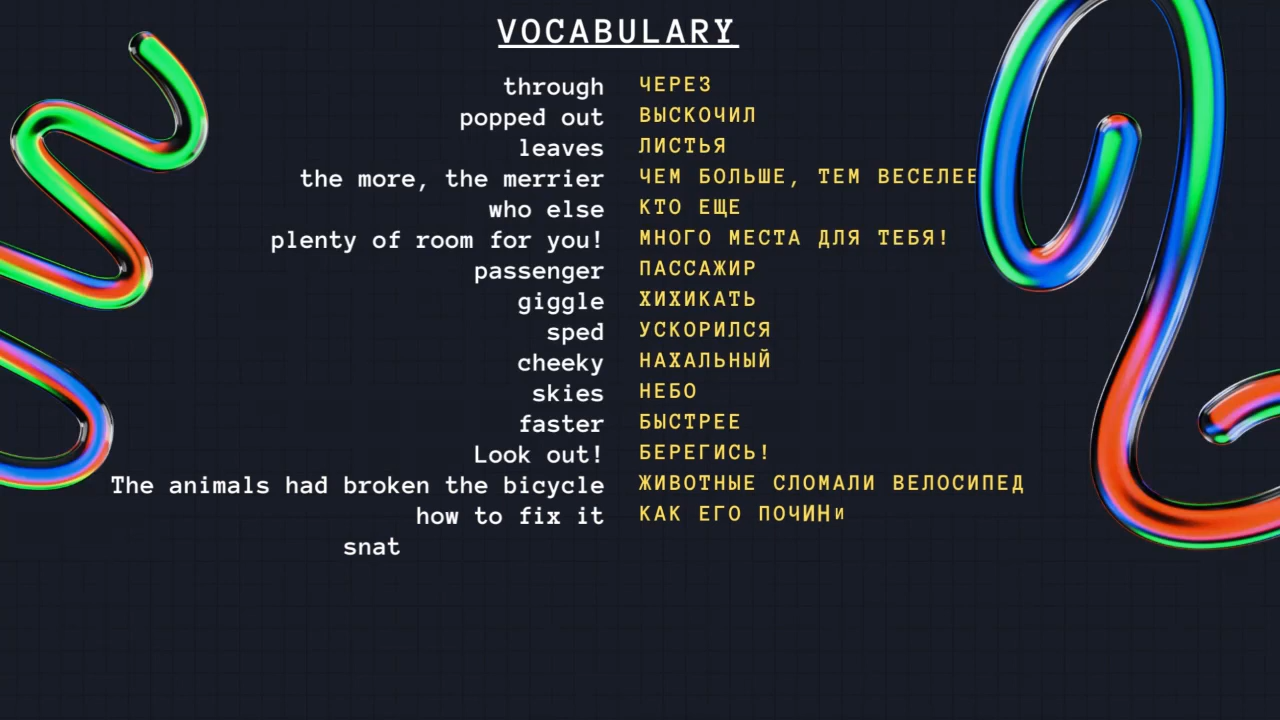 VOCABULARY
through ЧЕРЕЗ
popped out ВЫСКОЧИЛ
leaves ЛИСТЬЯ
the more, the merrier ЧЕМ БОЛЬШЕ, ТЕМ ВЕСЕЛЕЕ
who else КТО ЕЩЕ
plenty of room for you! МНОГО МЕСТА ДЛЯ ТЕБЯ!
passenger ПАССАЖИР
giggle ХИХИКАТЬ
sped УСКОРИЛСЯ
cheeky НАХАЛЬНЫЙ
skies НЕБО
faster БЫСТРЕЕ
Look out! БЕРЕГИСЬ!
The animals had broken the bicycle ЖИВОТНЫЕ СЛОМАЛИ ВЕЛОСИПЕД
how to fix it КАК ЕГО ПОЧИНи
snat